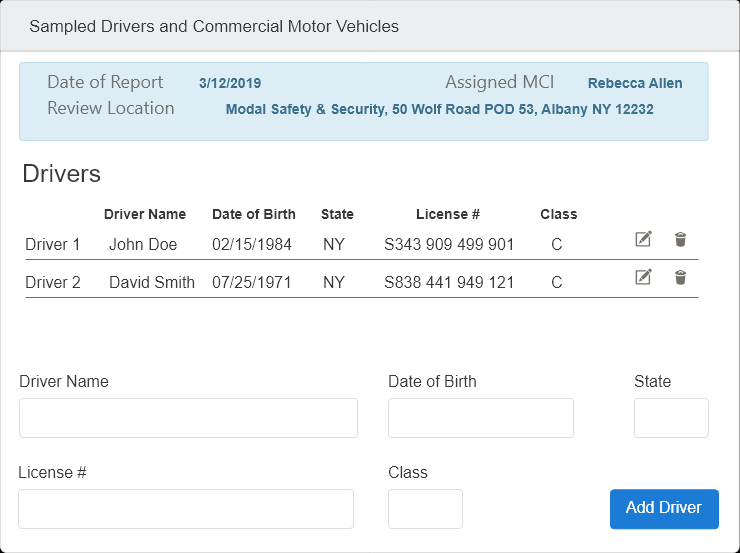 Sampled Drivers and Commercial Motor Vehicles
Date of Report 3/12/2019 Assigned MCI Rebecca Allen
Review Location Modal Safety & Security, 50 Wolf Road POD 53, Albany NY 12232
Drivers
Driver Name Date of Birth State License # Class
Driver 1 John Doe 02/15/1984 NY S343 909 499 901 C
Driver 2 David Smith 07/25/1971 NY S838 441 949 121 C
Driver Name Date of Birth State
License # Class
Add Driver